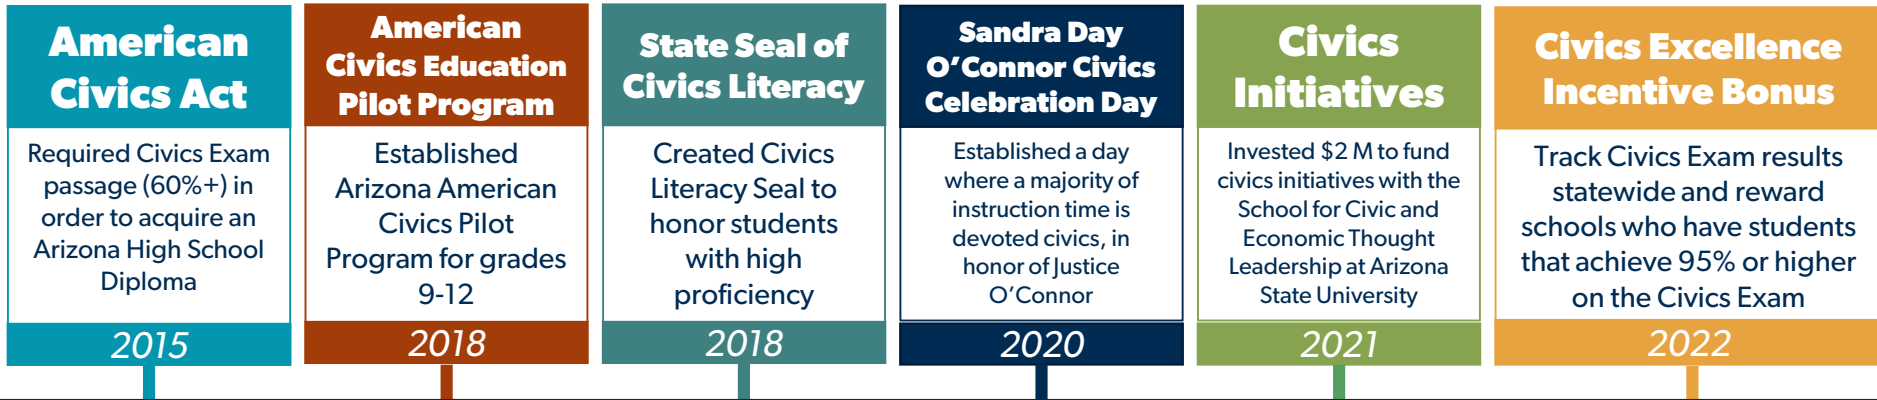 American
Civics Act
Required Civics Exam
passage (60%+) in
order to acquire an
Arizona High School
Diploma
2015
American
Civics Education
Pilot Program
Established
Arizona American
Civics Pilot
Program for grades
9-12
2018
State Seal of
Civics Literacy
Created Civics
Literacy Seal to
honor students
with high
proficiency
2018
Sandra Day
O’Connor Civics
Celebration Day
Established a day
where a majority of
instruction time is
devoted civics, in
honor of Justice
O’Connor
2020
Civics
Initiatives
Invested $2 M to fund
civics initiatives with the
School for Civic and
Economic Thought
Leadership at Arizona
State University
2021
Civics Excellence
Incentive Bonus
Track Civics Exam results
statewide and reward
schools who have students
that achieve 95% or higher
on the Civics Exam
2022